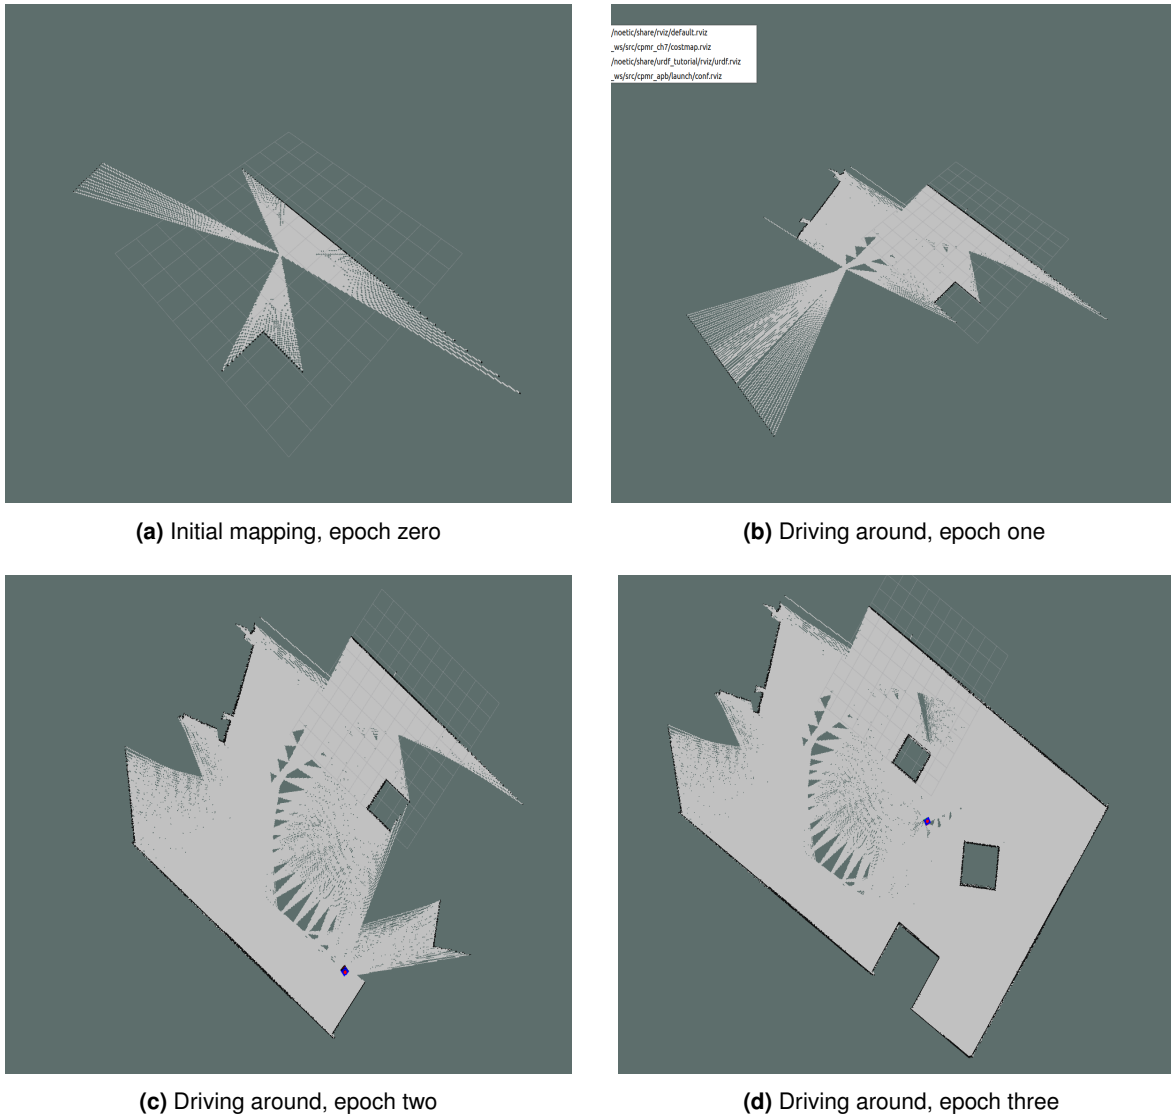 /noetic/share/rviz/default.rviz
_ws/src/cpmr_ch7/costmap.rviz
/noetic/share/urdf_tutorial/rviz/urdf.rviz
_ws/src/cpmr_apb/launch/conf.rviz
(a) Initial mapping, epoch zero
(b) Driving around, epoch one
(c) Driving around, epoch two
(d) Driving around, epoch three